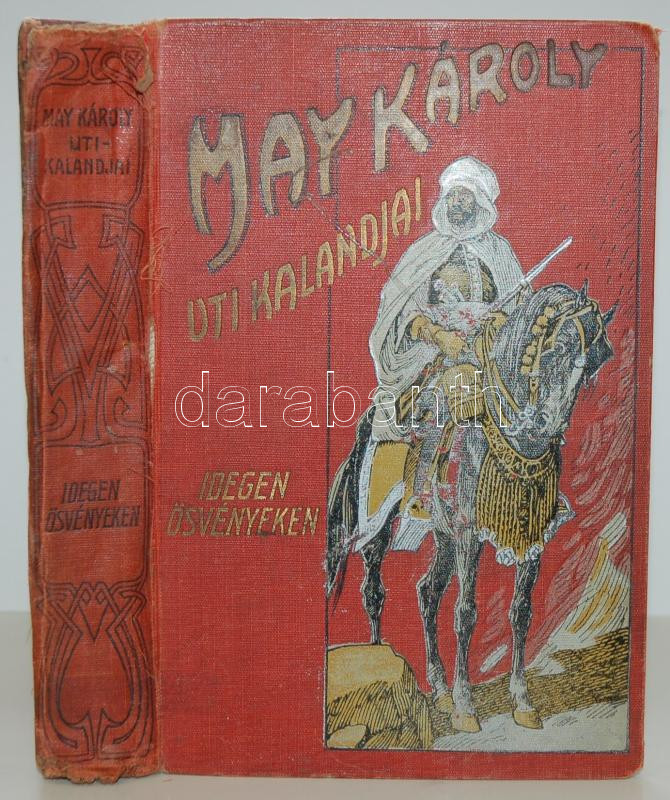 MAY KÁROLY
UTI-
KALANDJAI
IDEGEN
ÖSVÉNYEKEN
MAY KÁROLY
UTI KALANDJAI
IDEGEN
ÖSVÉNYEKEN
darabanth